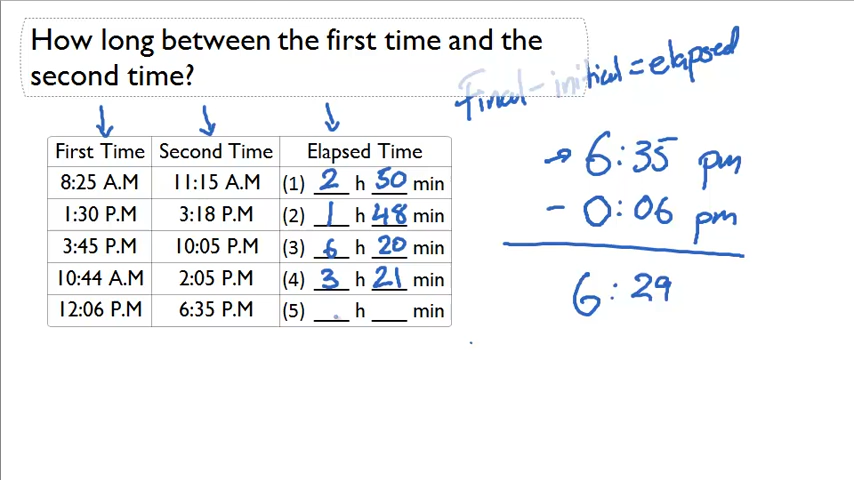 How long between the first time and the
second time?
Final - initial = elapsed
First Time Second Time Elapsed Time
8:25 A.M 11:15 A.M (1) 2 h 50 min
1:30 P.M 3:18 P.M (2) 1 h 48 min
3:45 P.M 10:05 P.M (3) 6 h 20 min
10:44 A.M 2:05 P.M (4) 3 h 21 min
12:06 P.M 6:35 P.M (5) ___ h ___ min
→ 6:35 pm
- 0:06 pm
6:29